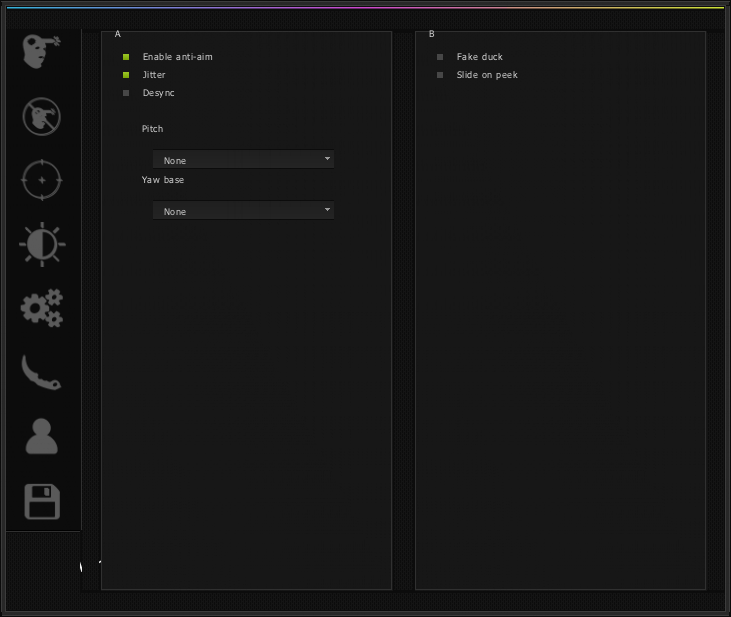 A
Enable anti-aim
Jitter
Desync
Pitch
None
Yaw base
None
B
Fake duck
Slide on peek